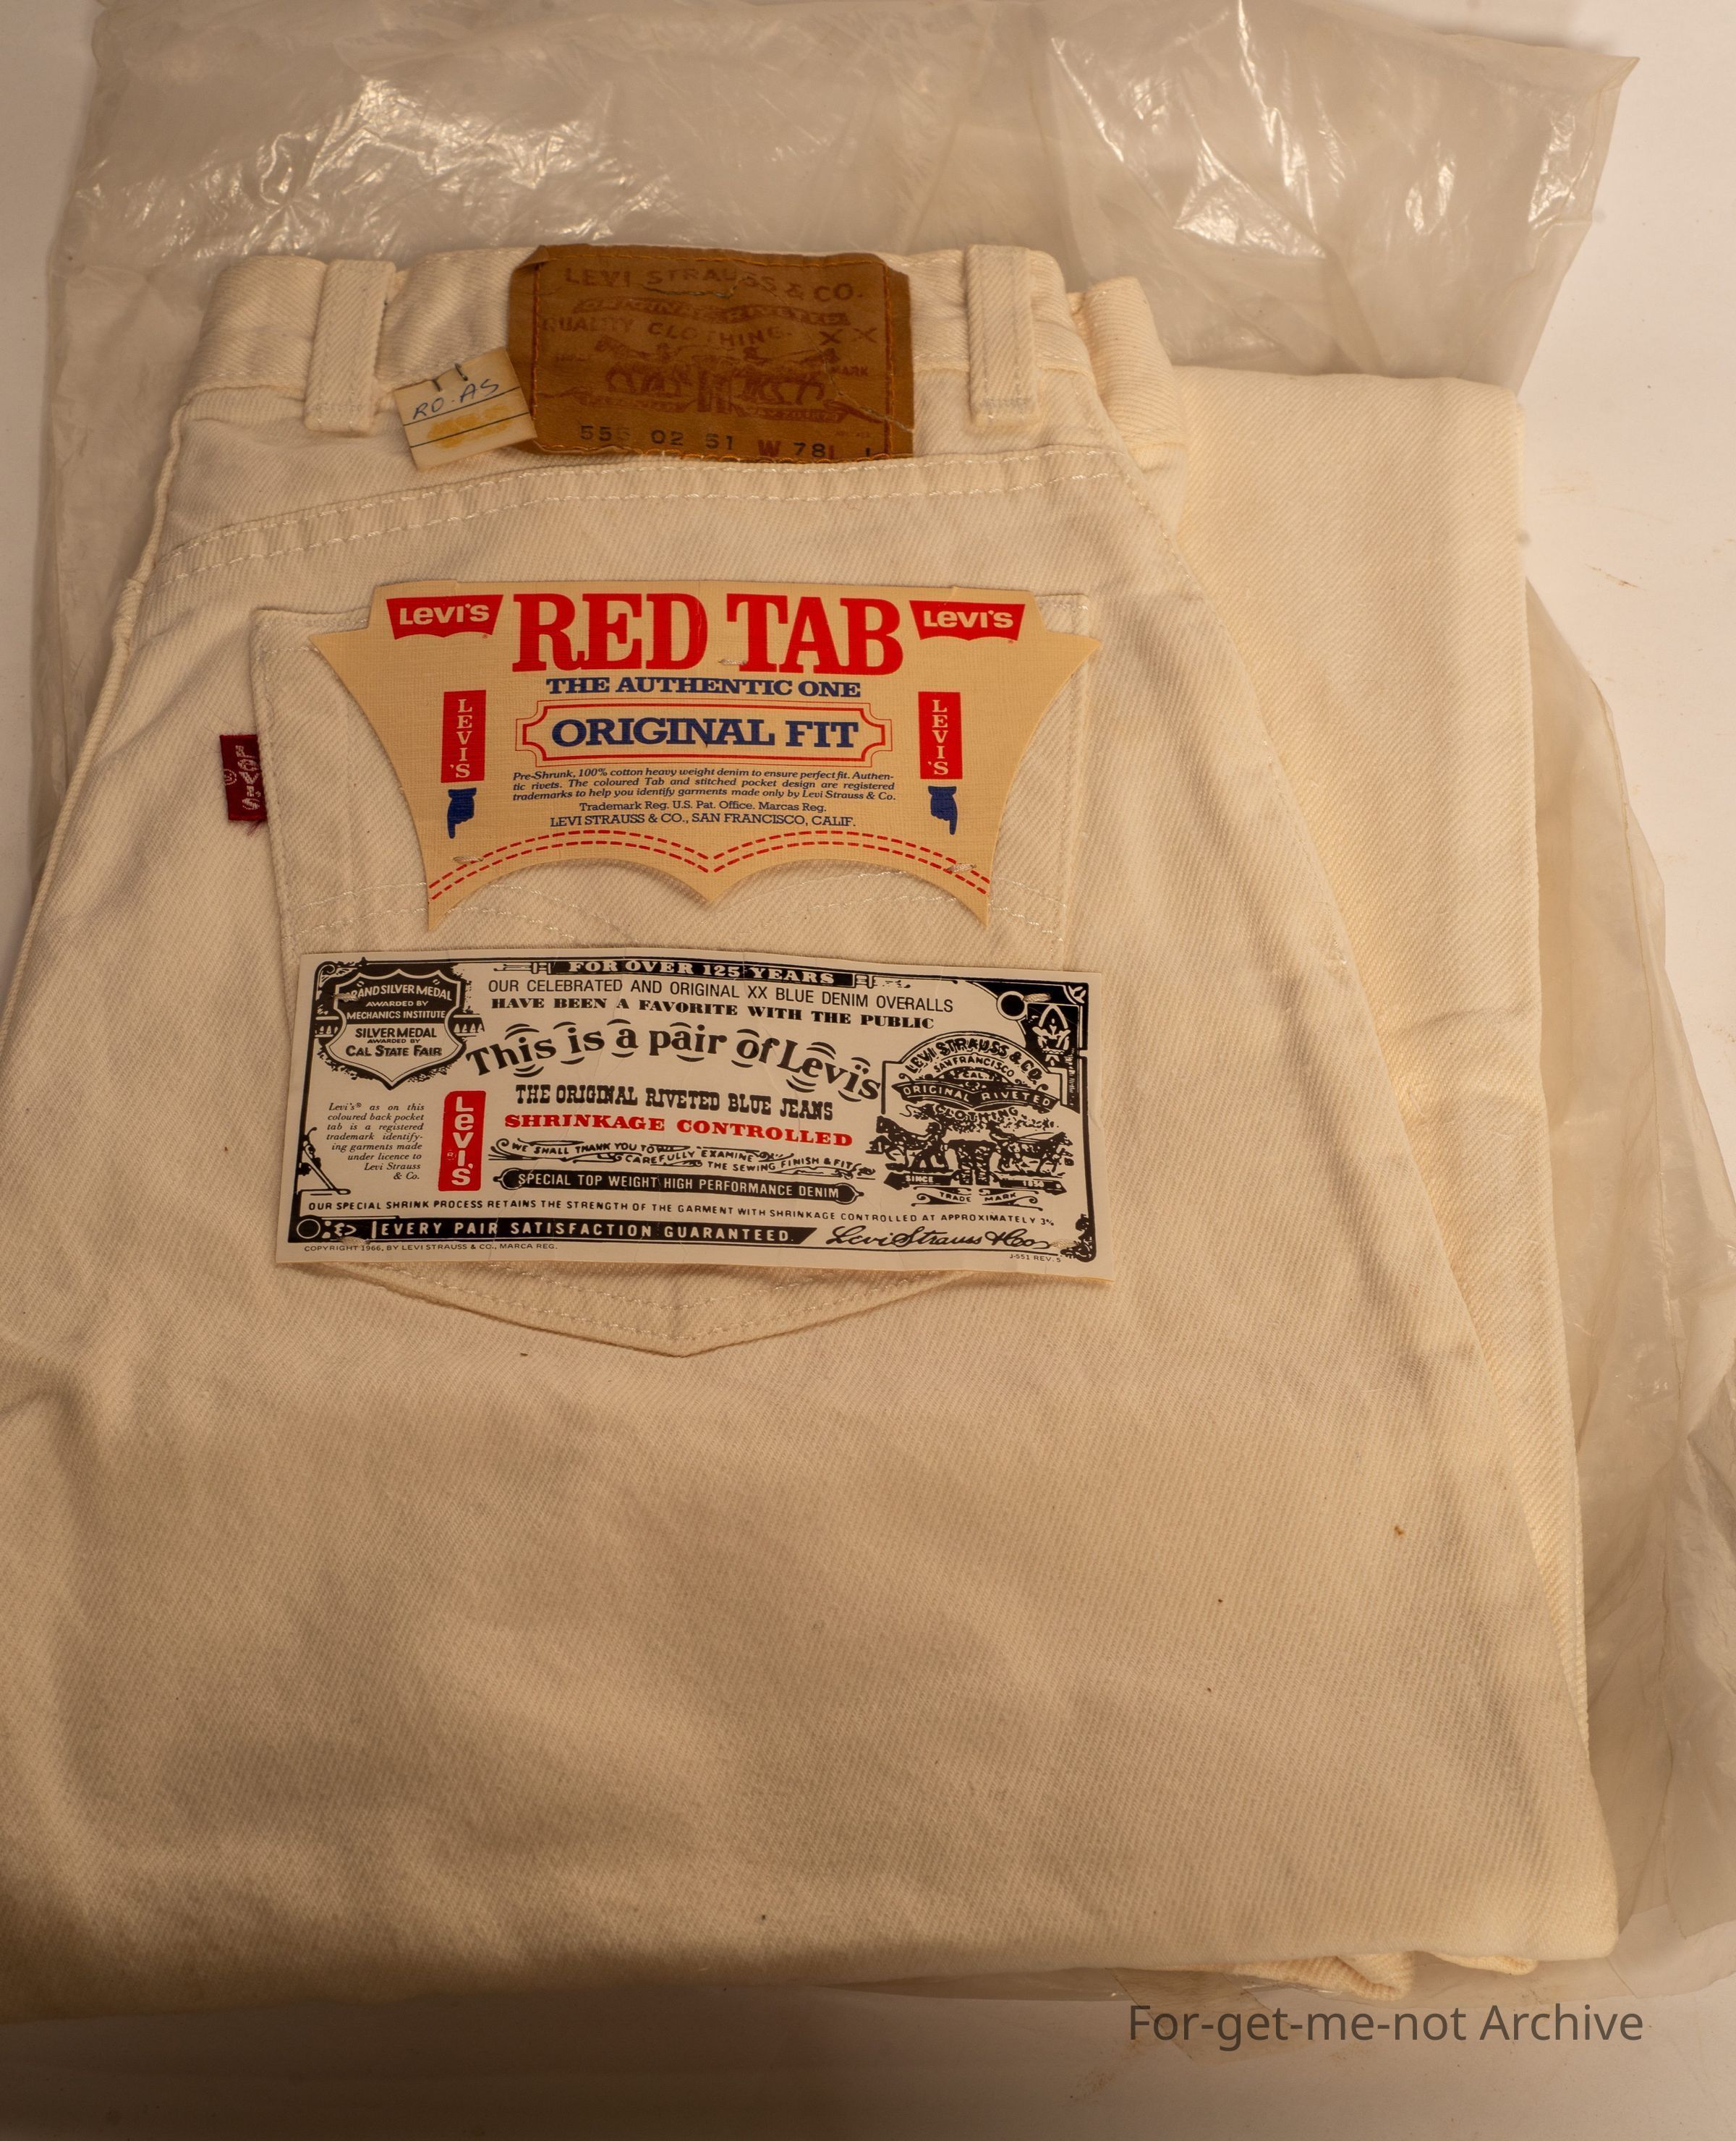 LEVI STRAUSS & CO.
QUALITY CLOTHING XX
RO-AS
02 51 W 78
LEVI'S RED TAB LEVI'S
THE AUTHENTIC ONE
LEVI'S ORIGINAL FIT LEVI'S
Pre-Shrunk, 100% cotton heavy weight denim to ensure perfect fit. Authen-
tic rivets. The coloured Tab and stitched pocket design are registered
trademarks to help you identify garments made only by Levi Strauss & Co.
Trademark Reg. U.S. Pat. Office. Marcas Reg.
LEVI STRAUSS & CO., SAN FRANCISCO, CALIF.
LEVI'S
FOR OVER 125 YEARS
OUR CELEBRATED AND ORIGINAL XX BLUE DENIM OVERALLS
HAVE BEEN A FAVORITE WITH THE PUBLIC
GRAND SILVER MEDAL
AWARDED BY
MECHANICS INSTITUTE
SILVER MEDAL
AWARDED BY
CAL STATE FAIR
This is a pair of Levi's
THE ORIGINAL RIVETED BLUE JEANS
SHRINKAGE CONTROLLED
WE SHALL THANK YOU TO
CAREFULLY EXAMINE
THE SEWING FINISH & FIT
SPECIAL TOP WEIGHT HIGH PERFORMANCE DENIM
Levi's® as on this
coloured back pocket
tab is a registered
trademark identify-
ing garments made
under licence to
Levi Strauss
& Co.
Levi's
LEVI STRAUSS & CO.
SAN FRANCISCO
CAL.
ORIGINAL RIVETED
CLOTHING
SINCE 1850
TRADE MARK
OUR SPECIAL SHRINK PROCESS RETAINS THE STRENGTH OF THE GARMENT WITH SHRINKAGE CONTROLLED AT APPROXIMATELY 3%
EVERY PAIR SATISFACTION GUARANTEED. Levi Strauss & Co
COPYRIGHT 1966, BY LEVI STRAUSS & CO., MARCA REG. J-551 REV. 5
For-get-me-not Archive